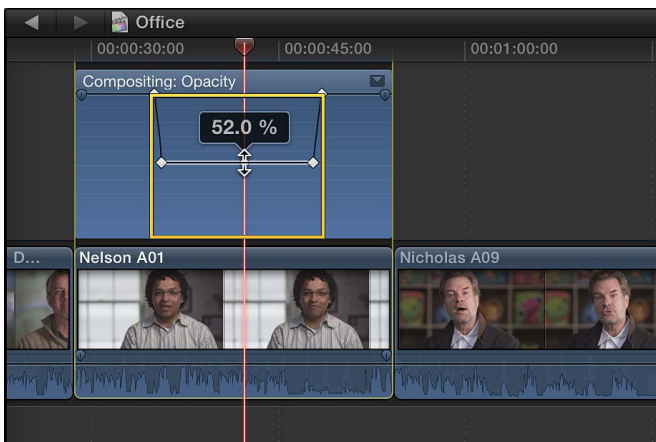 Office
00:00:30:00
00:00:45:00
00:01:00:00
Compositing: Opacity
52.0 %
D...
Nelson A01
Nicholas A09